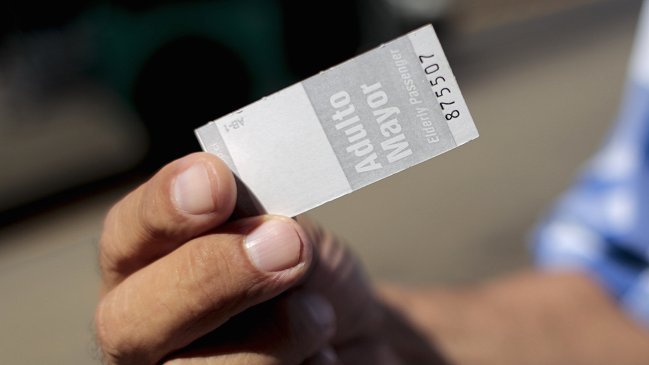 Adulto
Mayor
Elderly Passenger
875507
AB-1